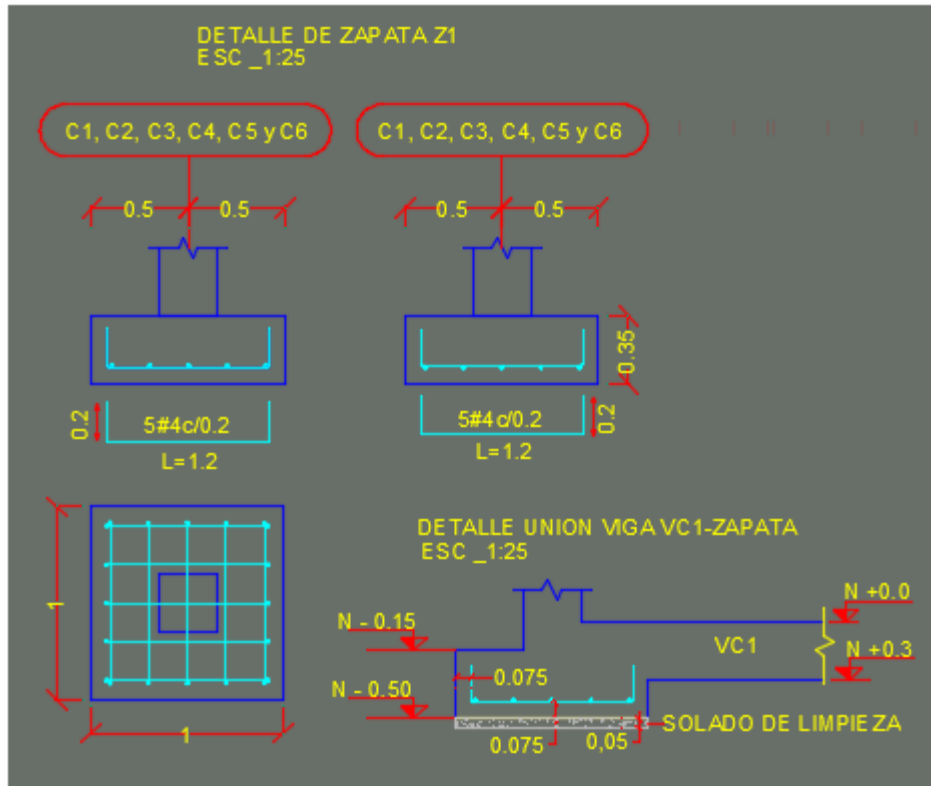 DETALLE DE ZAPATA Z1
ESC _1:25
C1, C2, C3, C4, C5 y C6
C1, C2, C3, C4, C5 y C6
0.5
0.5
0.5
0.5
0.35
0.2
5#4c/0.2
L=1.2
5#4c/0.2
0.2
L=1.2
1
1
DETALLE UNION VIGA VC1-ZAPATA
ESC _1:25
N +0.0
N - 0.15
VC1
N +0.3
0.075
N - 0.50
SOLADO DE LIMPIEZA
0.075
0,05